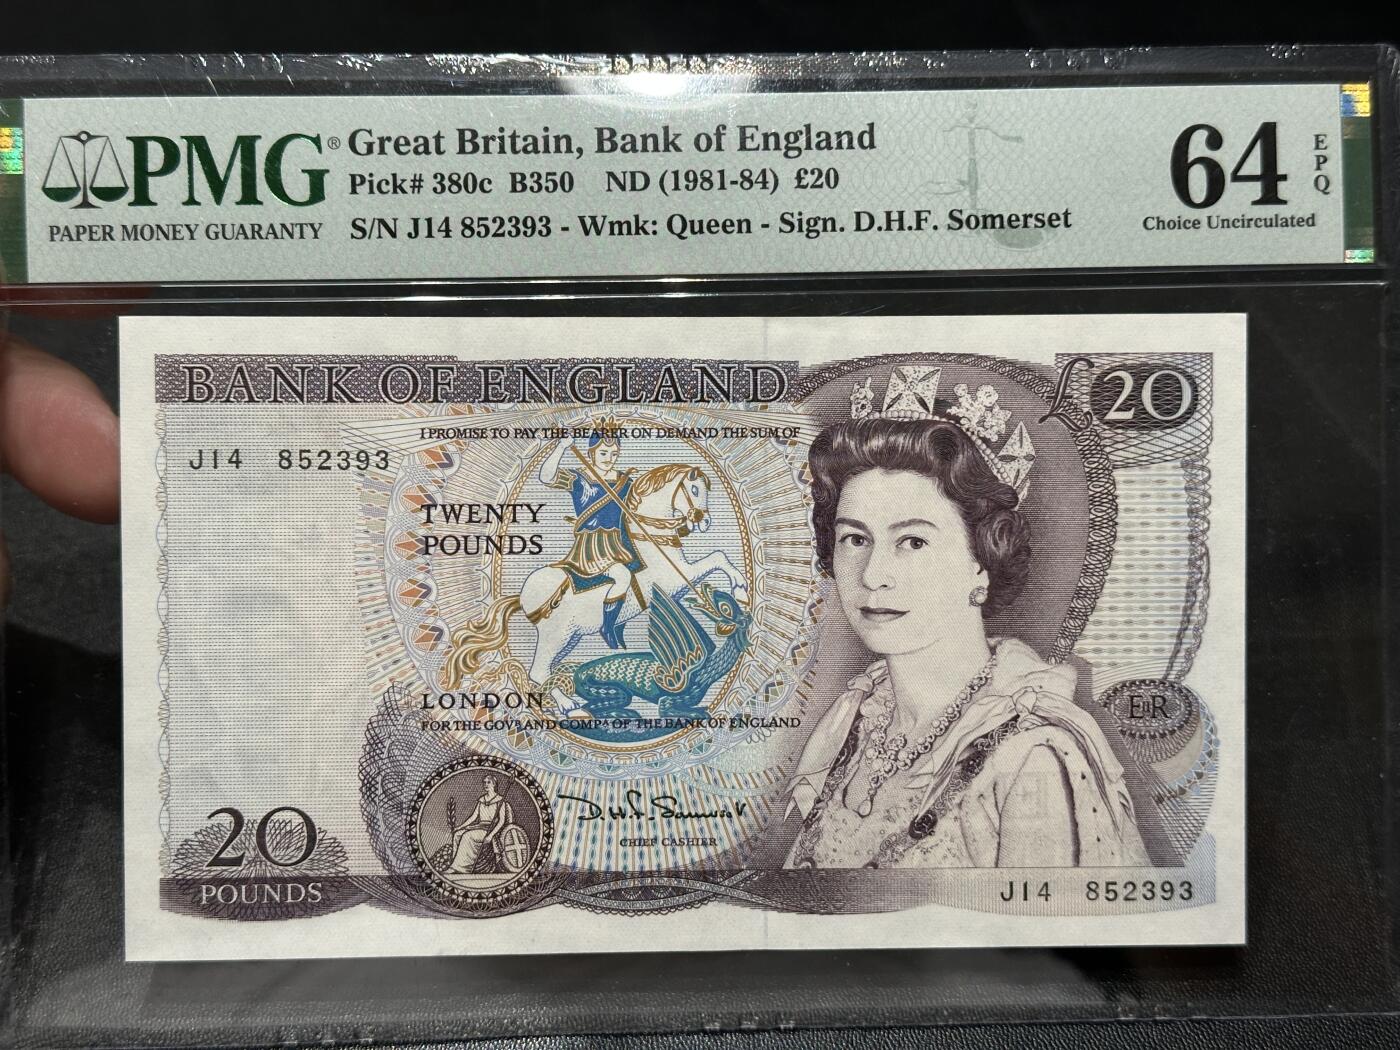 PMG®
PAPER MONEY GUARANTY
Great Britain, Bank of England
Pick# 380c B350 ND (1981-84) £20
S/N J14 852393 - Wmk: Queen - Sign. D.H.F. Somerset
64
EPQ
Choice Uncirculated
BANK OF ENGLAND
£20
I PROMISE TO PAY THE BEARER ON DEMAND THE SUM OF
J14 852393
TWENTY
POUNDS
LONDON
FOR THE GOVR AND COMPA OF THE BANK OF ENGLAND
EIIR
D.H.F. Somerset
CHIEF CASHIER
20
POUNDS
J14 852393